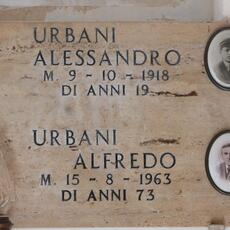 URBANI
ALESSANDRO
M. 9 - 10 - 1918
DI ANNI 19
URBANI
ALFREDO
M. 15 - 8 - 1963
DI ANNI 73